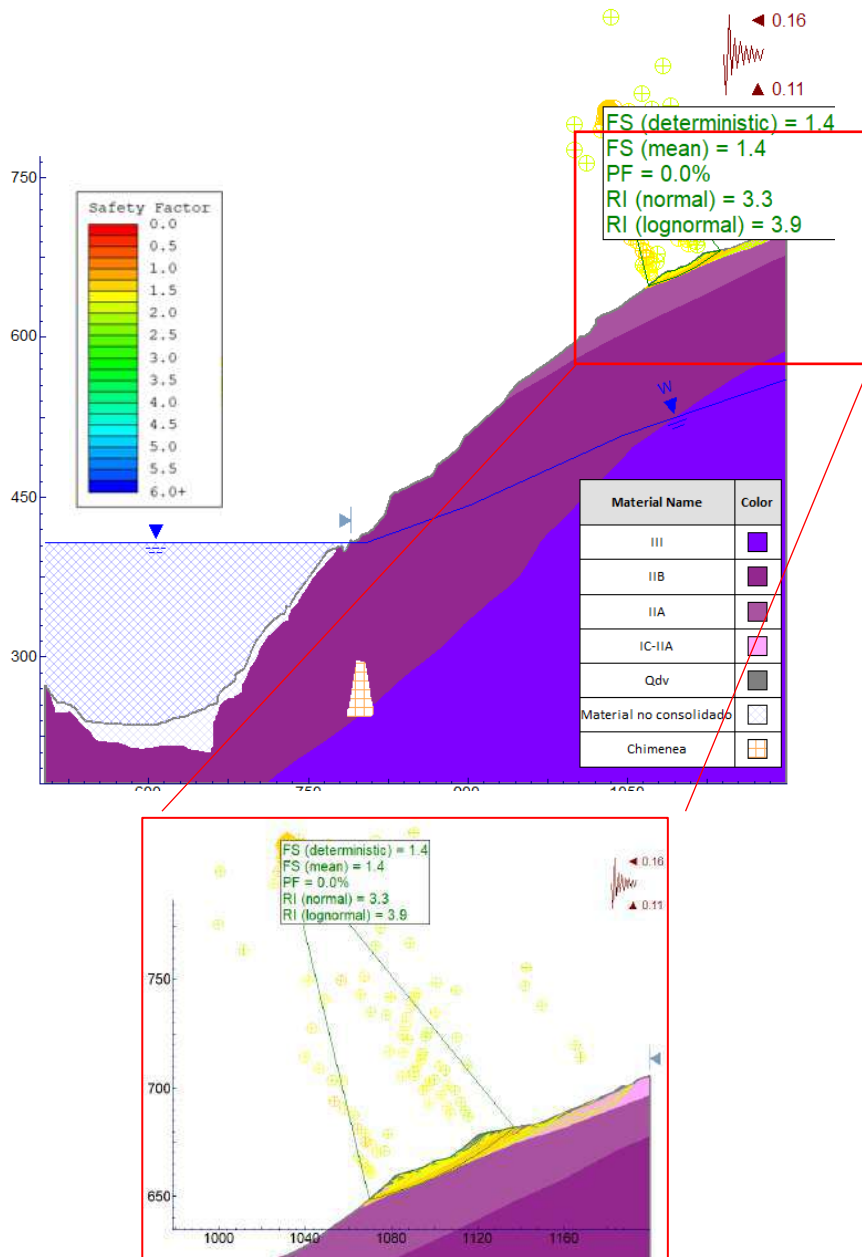 ◄ 0.16
▲ 0.11
FS (deterministic) = 1.4
FS (mean) = 1.4
PF = 0.0%
RI (normal) = 3.3
RI (lognormal) = 3.9
750
600
450
300
Safety Factor
0.0
0.5
1.0
1.5
2.0
2.5
3.0
3.5
4.0
4.5
5.0
5.5
6.0+
W
Material Name Color
III
IIB
IIA
IC-IIA
Qdv
Material no consolidado
Chimenea
600 750 900 1050
FS (deterministic) = 1.4
FS (mean) = 1.4
PF = 0.0%
RI (normal) = 3.3
RI (lognormal) = 3.9
◄ 0.16
▲ 0.11
750
700
650
1000 1040 1080 1120 1160